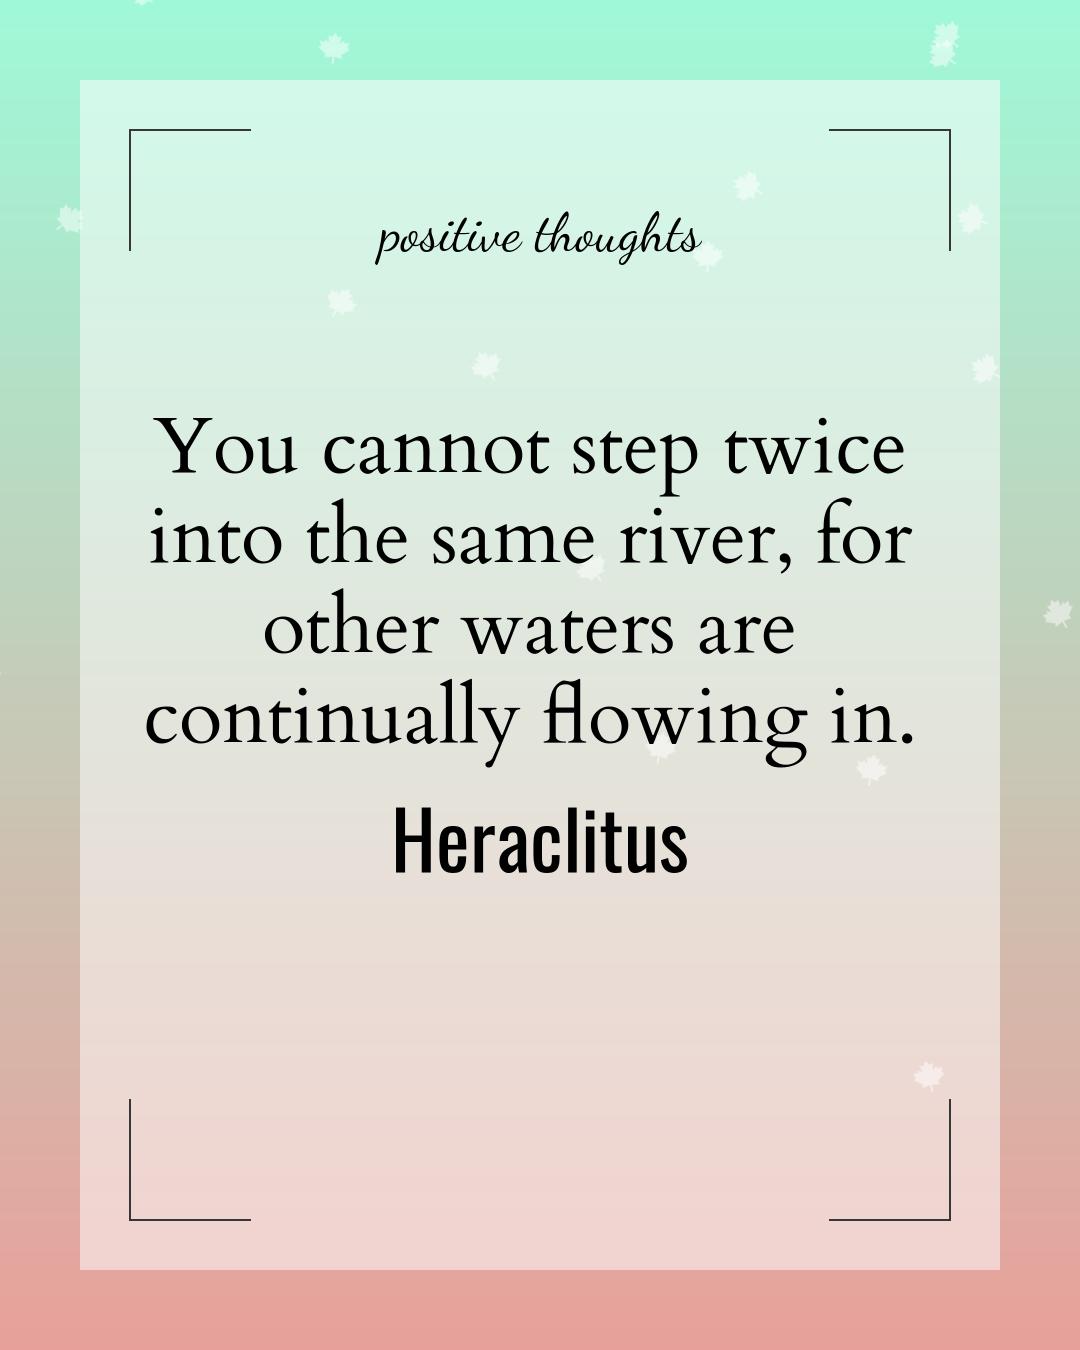 positive thoughts
You cannot step twice
into the same river, for
other waters are
continually flowing in.
Heraclitus